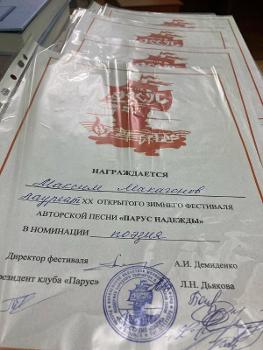 НАГРАЖДАЕТСЯ
Максим Макагонов
Лауреат XX ОТКРЫТОГО ЗИМНЕГО ФЕСТИВАЛЯ
АВТОРСКОЙ ПЕСНИ «ПАРУС НАДЕЖДЫ»
В НОМИНАЦИИ поэзия
Директор фестиваля А.И. Демиденко
резидент клуба «Парус» Л.Н. Дьякова